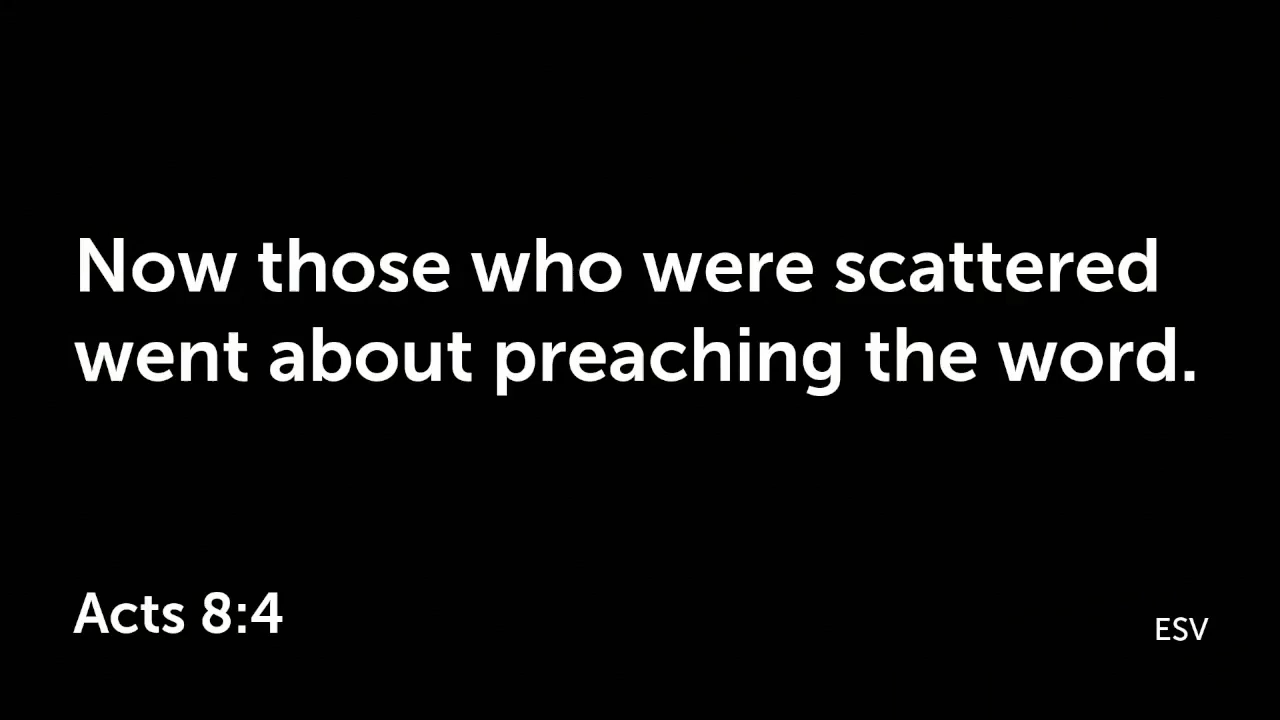 Now those who were scattered
went about preaching the word.
Acts 8:4
ESV